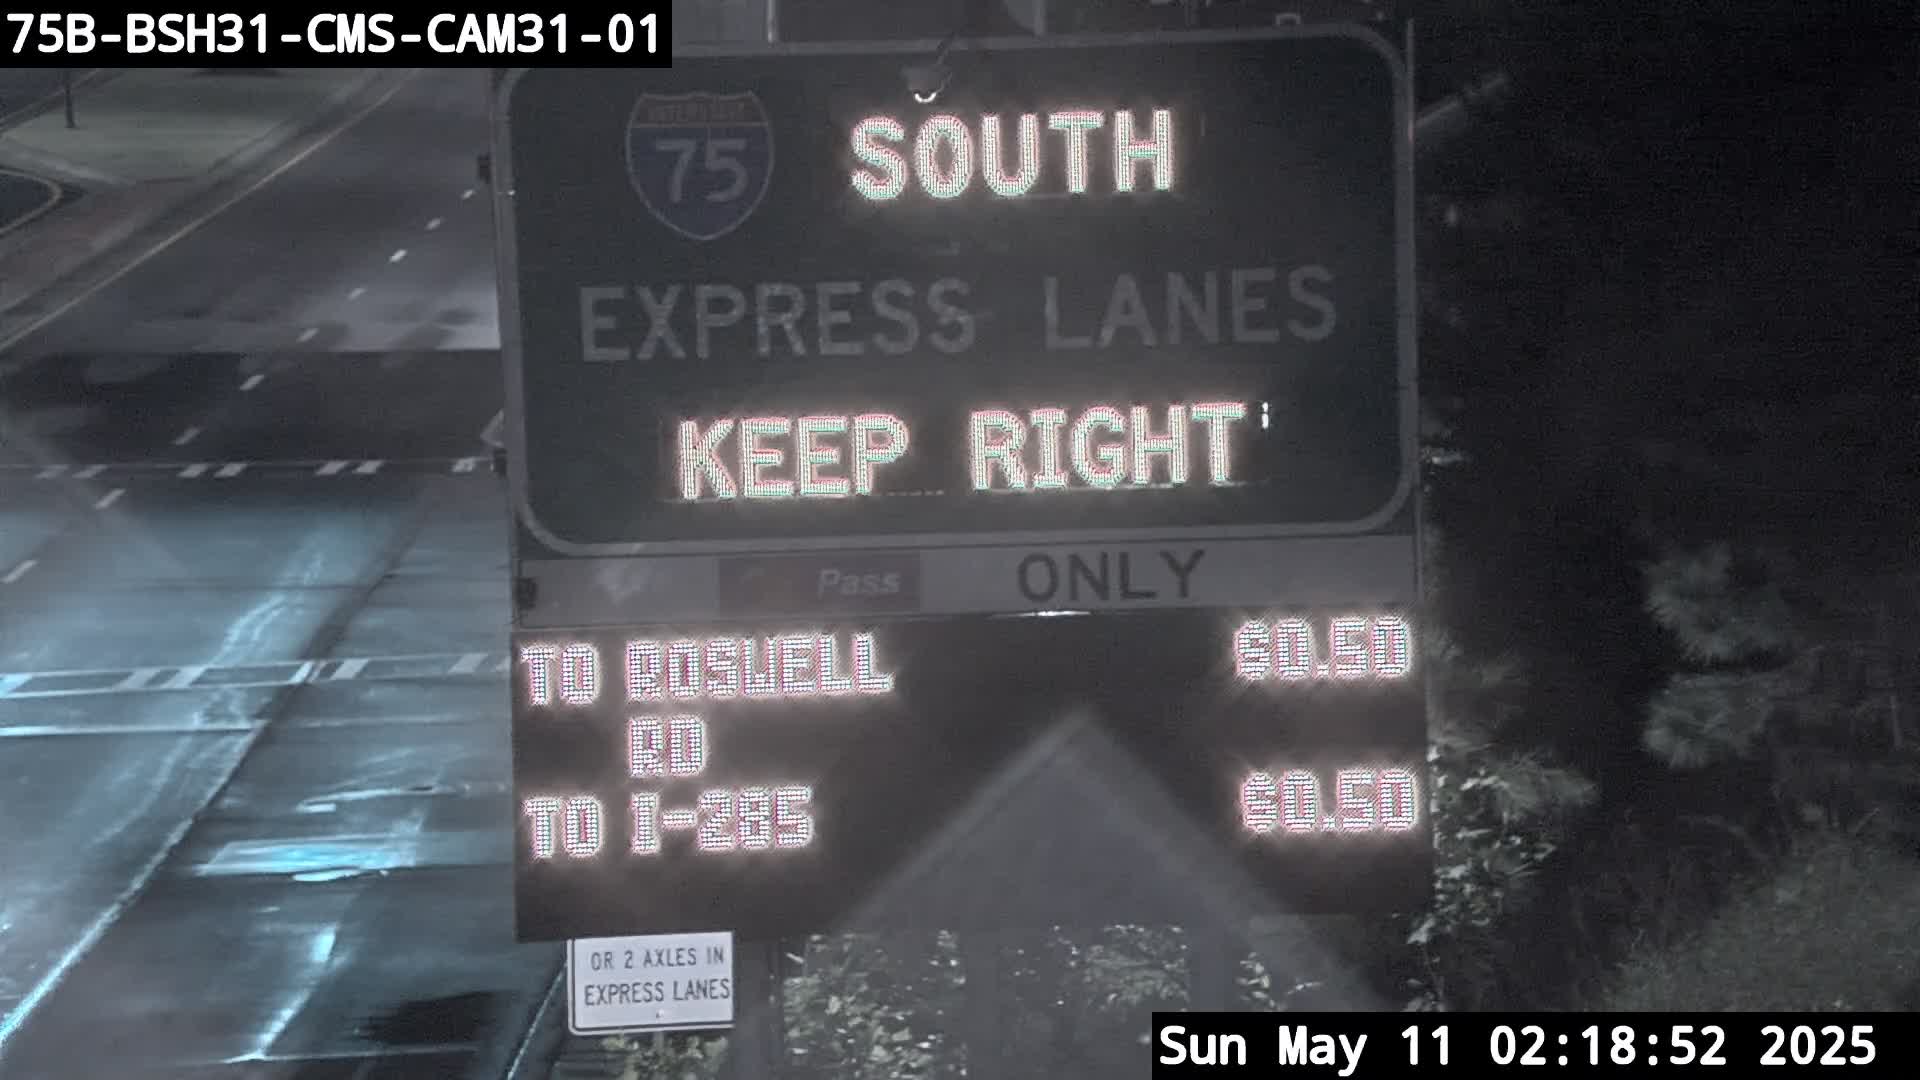 75B-BSH31-CMS-CAM31-01
INTERSTATE
75
SOUTH
EXPRESS LANES
KEEP RIGHT
Pass ONLY
TO ROSWELL $0.50
RD
TO I-285 $0.50
OR 2 AXLES IN
EXPRESS LANES
Sun May 11 02:18:52 2025